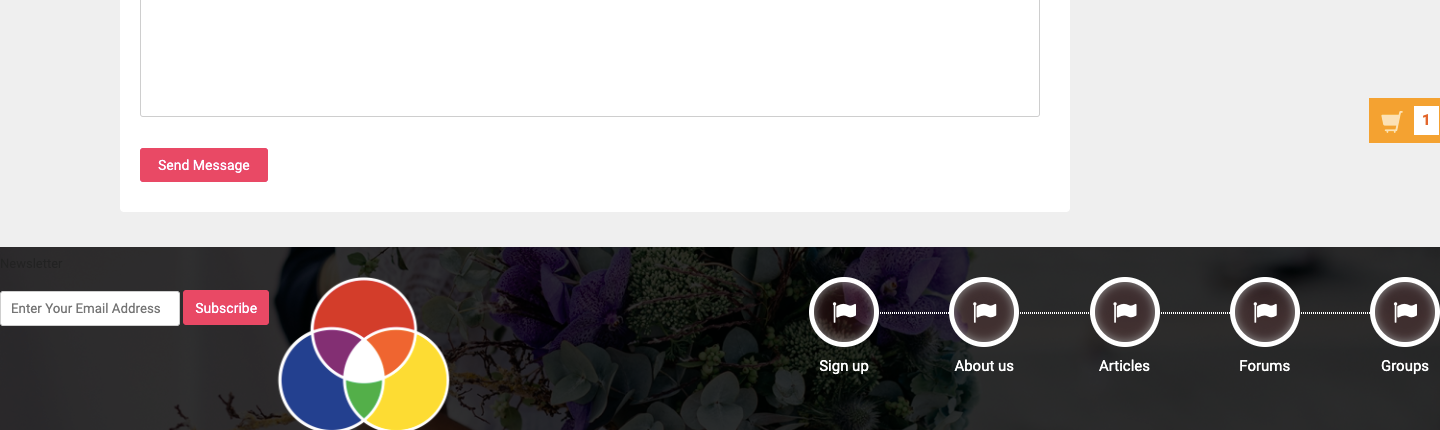 1
Send Message
Newsletter
Enter Your Email Address
Subscribe
Sign up
About us
Articles
Forums
Groups